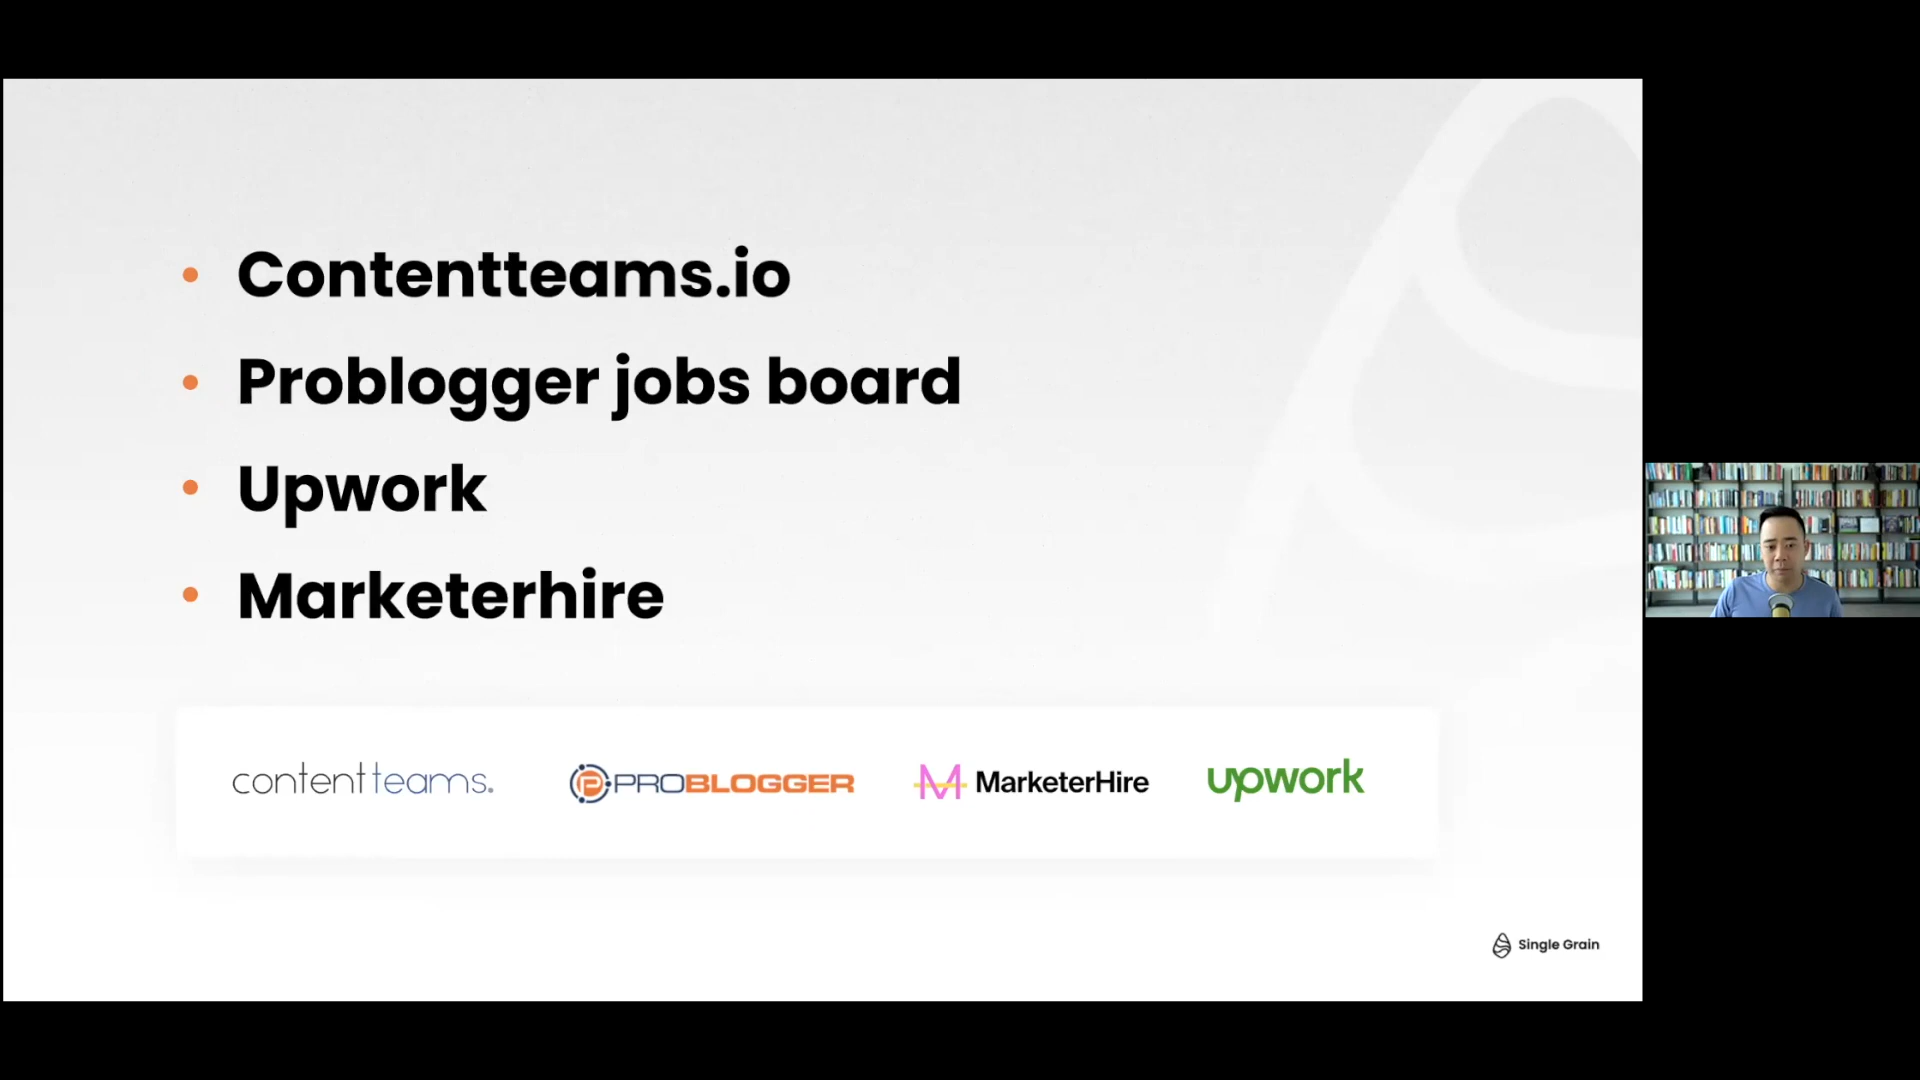 Contentteams.io
Problogger jobs board
Upwork
Marketerhire
contentteams.
PROBLOGGER
MarketerHire
upwork
Single Grain